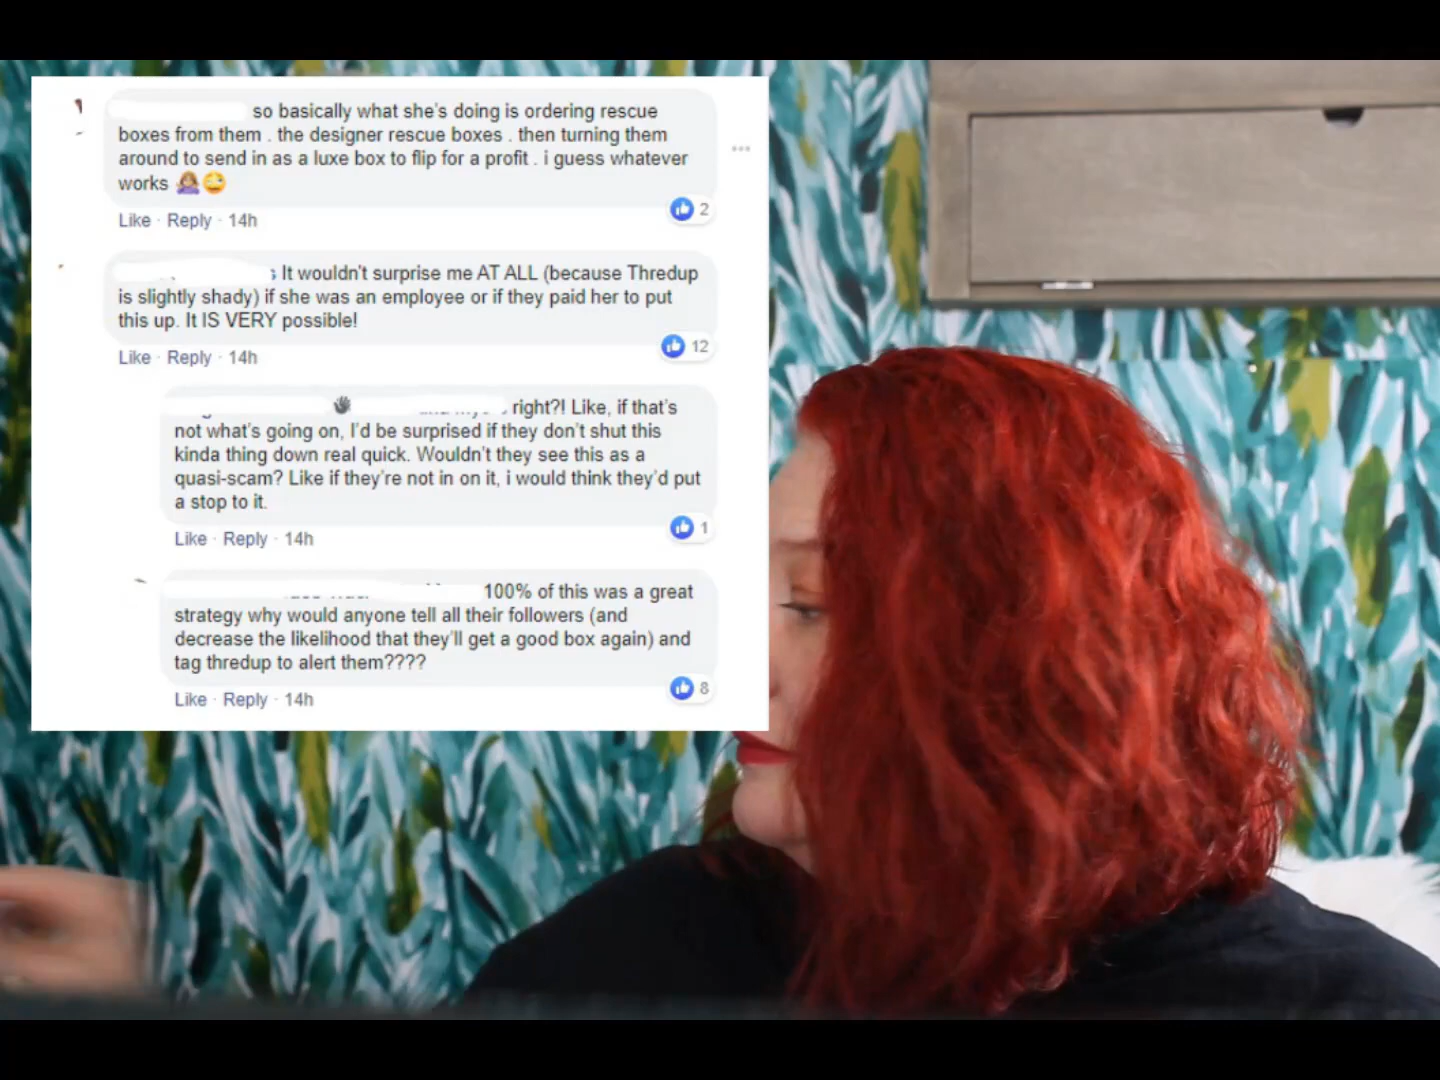 so basically what she's doing is ordering rescue
boxes from them . the designer rescue boxes . then turning them
around to send in as a luxe box to flip for a profit . i guess whatever
works 🤷🏼‍♀️🙄
2
Like · Reply · 14h
s It wouldn't surprise me AT ALL (because Thredup
is slightly shady) if she was an employee or if they paid her to put
this up. It IS VERY possible!
12
Like · Reply · 14h
right?! Like, if that's
not what's going on, I'd be surprised if they don't shut this
kinda thing down real quick. Wouldn't they see this as a
quasi-scam? Like if they're not in on it, i would think they'd put
a stop to it.
1
Like · Reply · 14h
100% of this was a great
strategy why would anyone tell all their followers (and
decrease the likelihood that they'll get a good box again) and
tag thredup to alert them????
8
Like · Reply · 14h